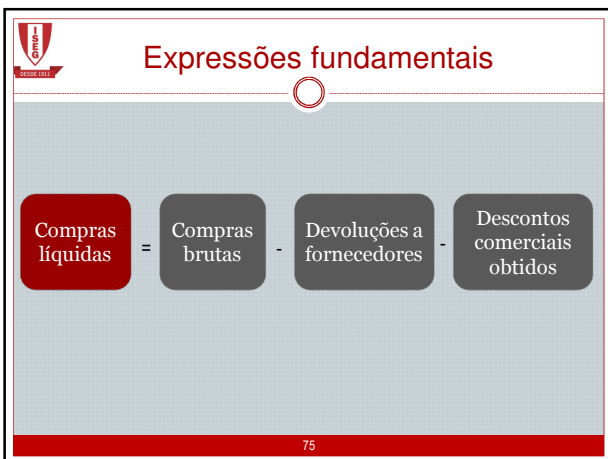 ISEG
DESDE 1911
Expressões fundamentais
Compras
líquidas
=
Compras
brutas
-
Devoluções a
fornecedores
-
Descontos
comerciais
obtidos
75